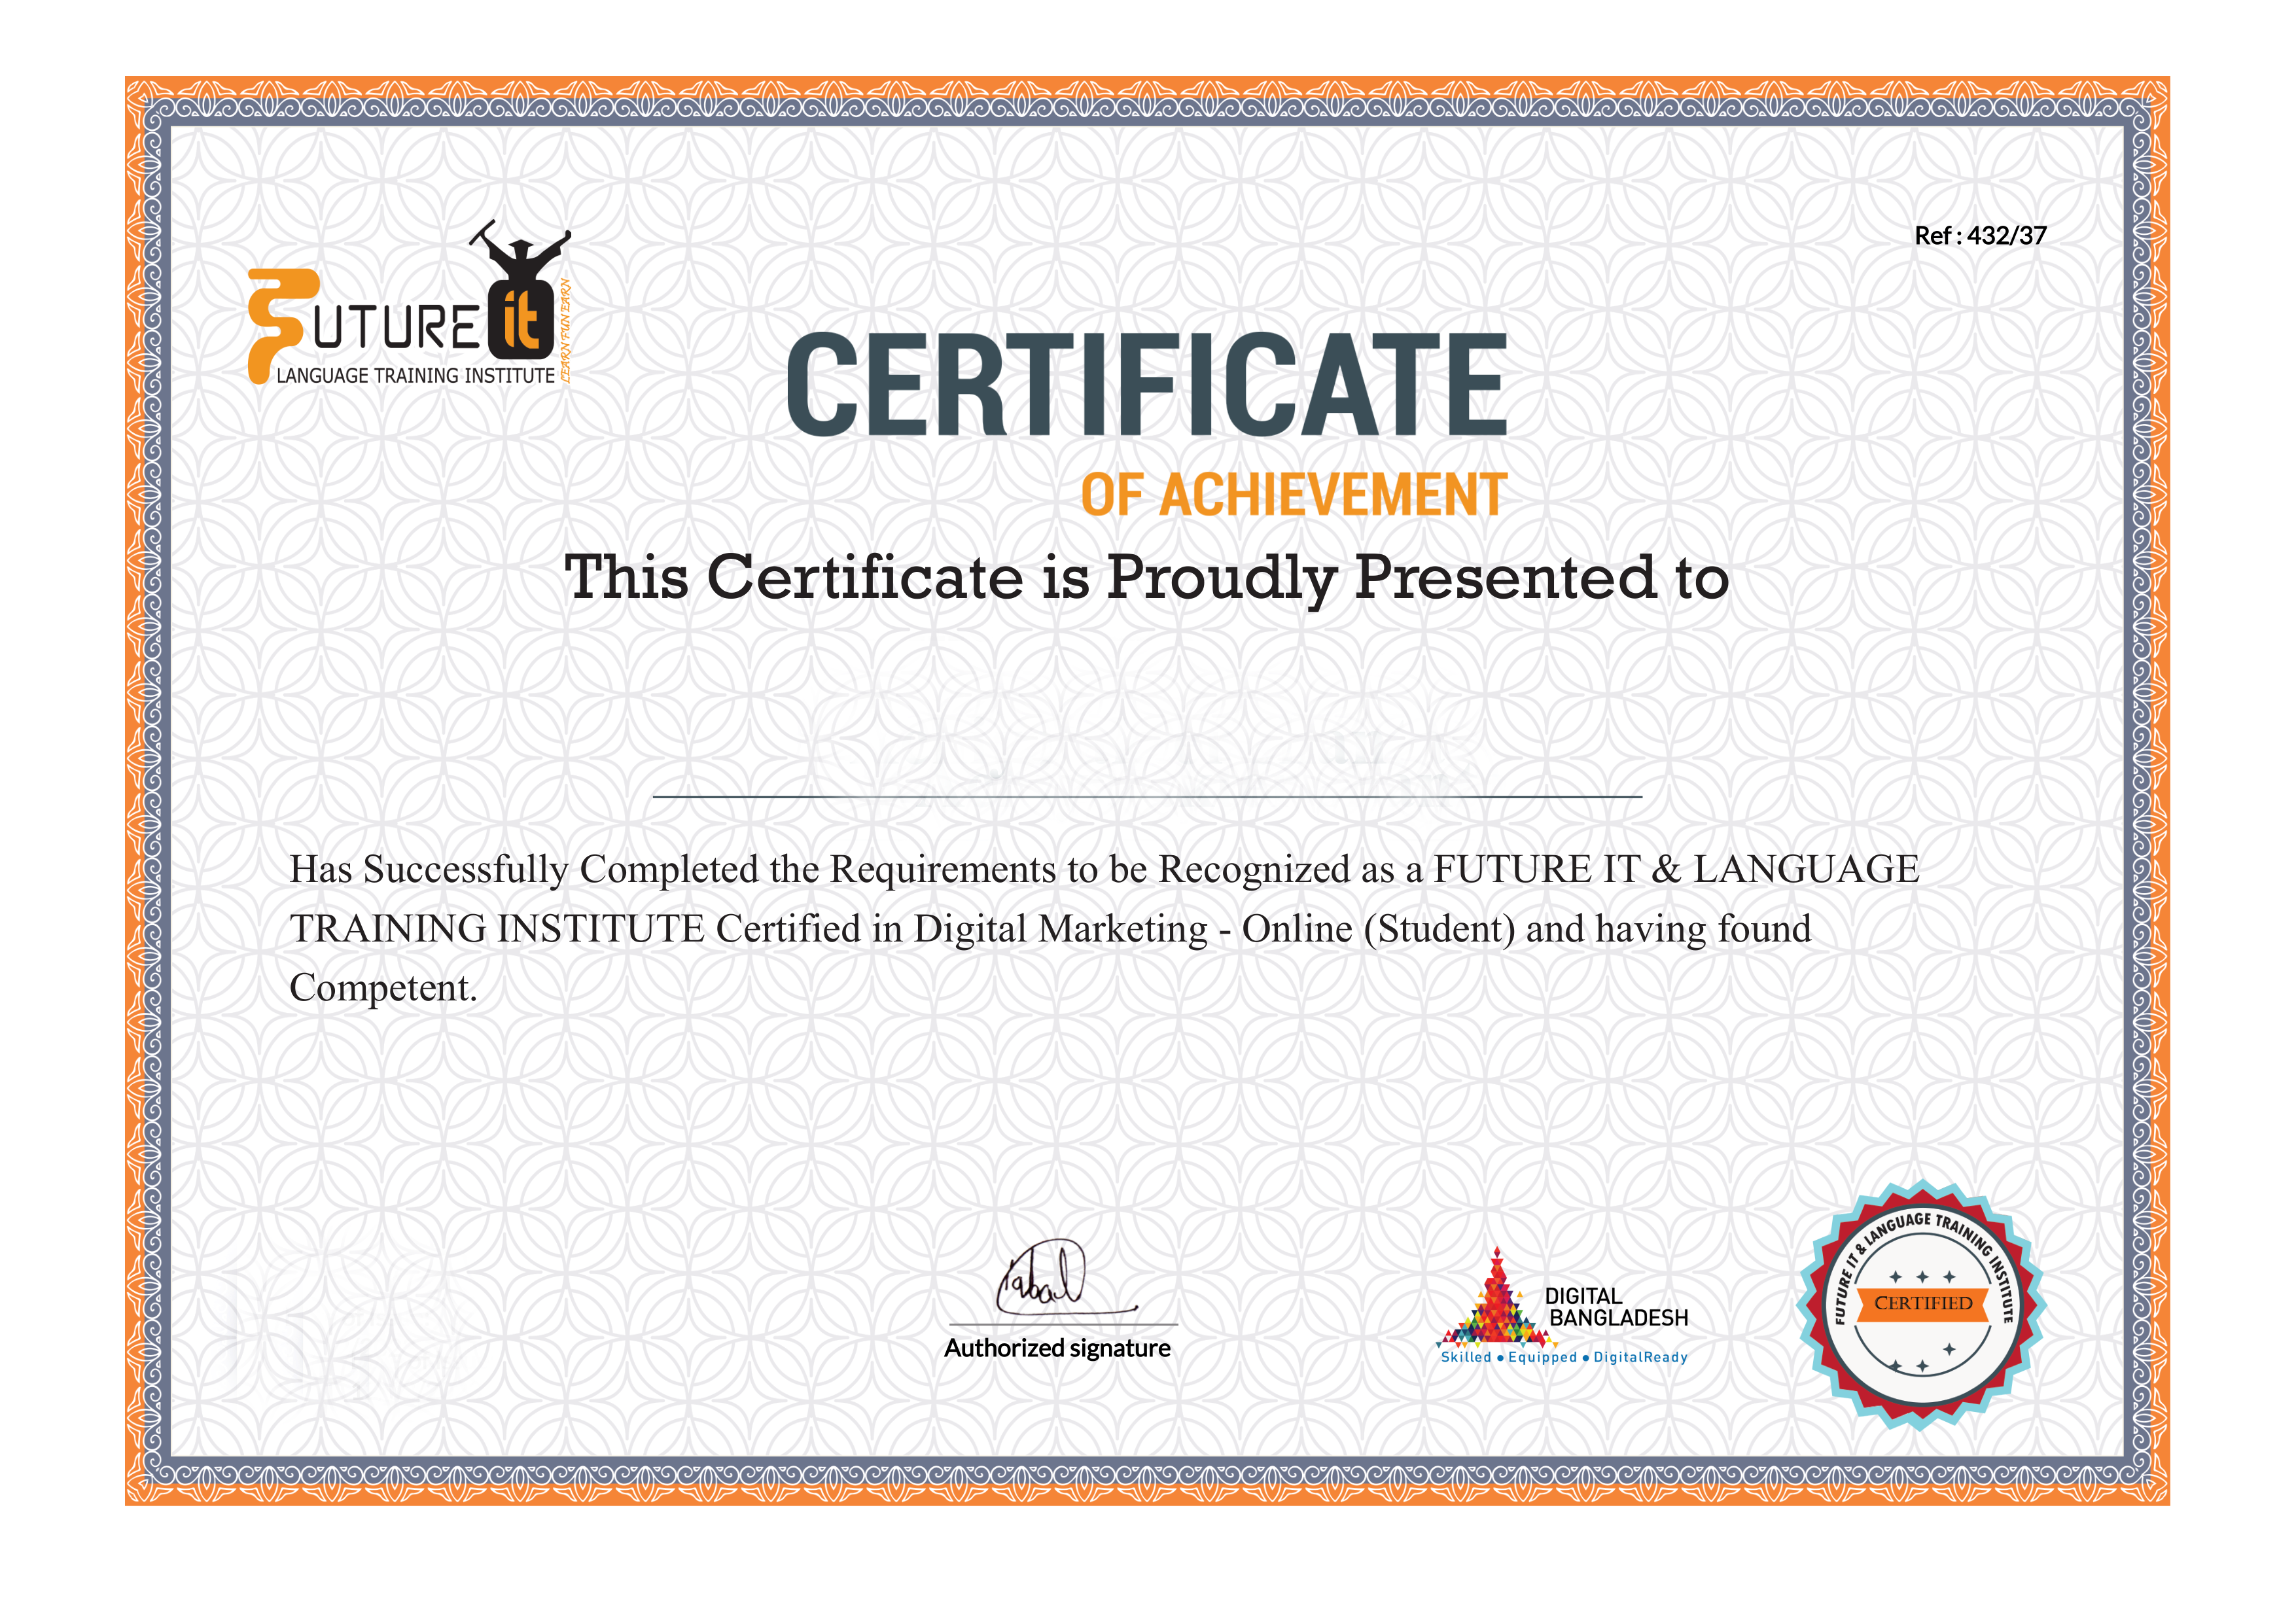 Ref : 432/37
FUTURE it
LANGUAGE TRAINING INSTITUTE
LEARN FUN EARN
CERTIFICATE
OF ACHIEVEMENT
This Certificate is Proudly Presented to
Has Successfully Completed the Requirements to be Recognized as a FUTURE IT & LANGUAGE
TRAINING INSTITUTE Certified in Digital Marketing - Online (Student) and having found
Competent.
Authorized signature
DIGITAL
BANGLADESH
Skilled ● Equipped ● DigitalReady
FUTURE IT & LANGUAGE TRAINING INSTITUTE
CERTIFIED